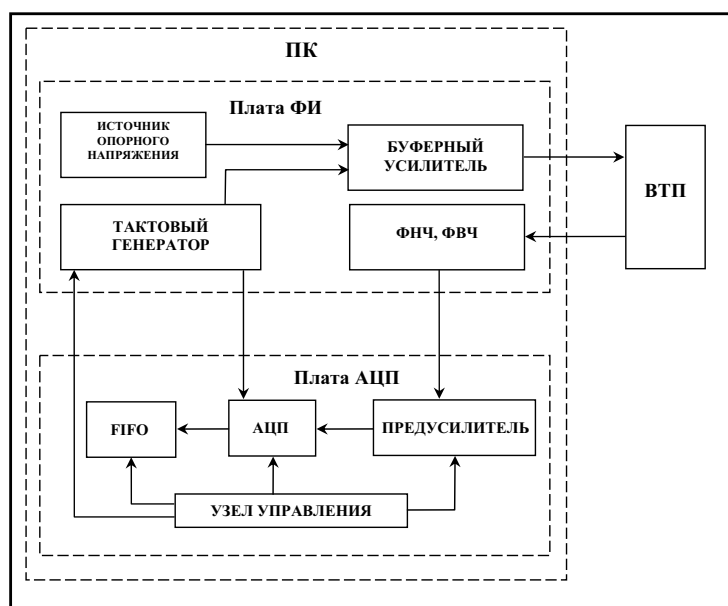 ПК
Плата ФИ
ИСТОЧНИК
ОПОРНОГО
НАПРЯЖЕНИЯ
БУФЕРНЫЙ
УСИЛИТЕЛЬ
ВТП
ТАКТОВЫЙ
ГЕНЕРАТОР
ФНЧ, ФВЧ
Плата АЦП
FIFO
АЦП
ПРЕДУСИЛИТЕЛЬ
УЗЕЛ УПРАВЛЕНИЯ